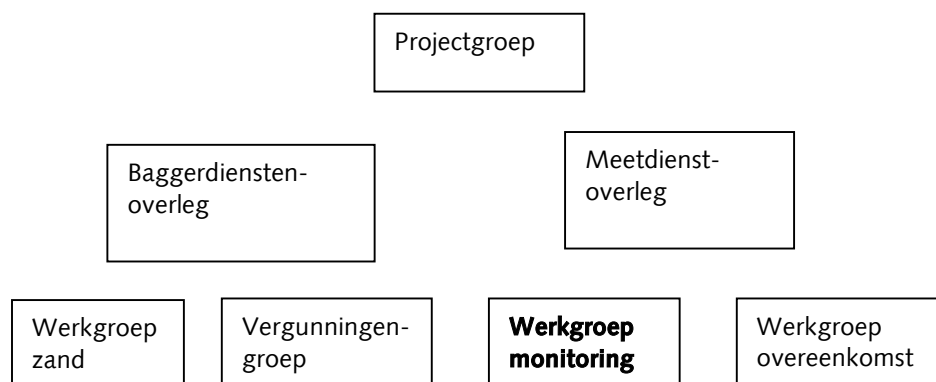 Projectgroep
Baggerdiensten-
overleg
Meetdienst-
overleg
Werkgroep
zand
Vergunningen-
groep
Werkgroep
monitoring
Werkgroep
overeenkomst